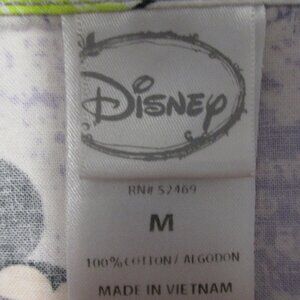 Disney
RN# 52469
M
100% COTTON/ ALGODON
MADE IN VIETNAM